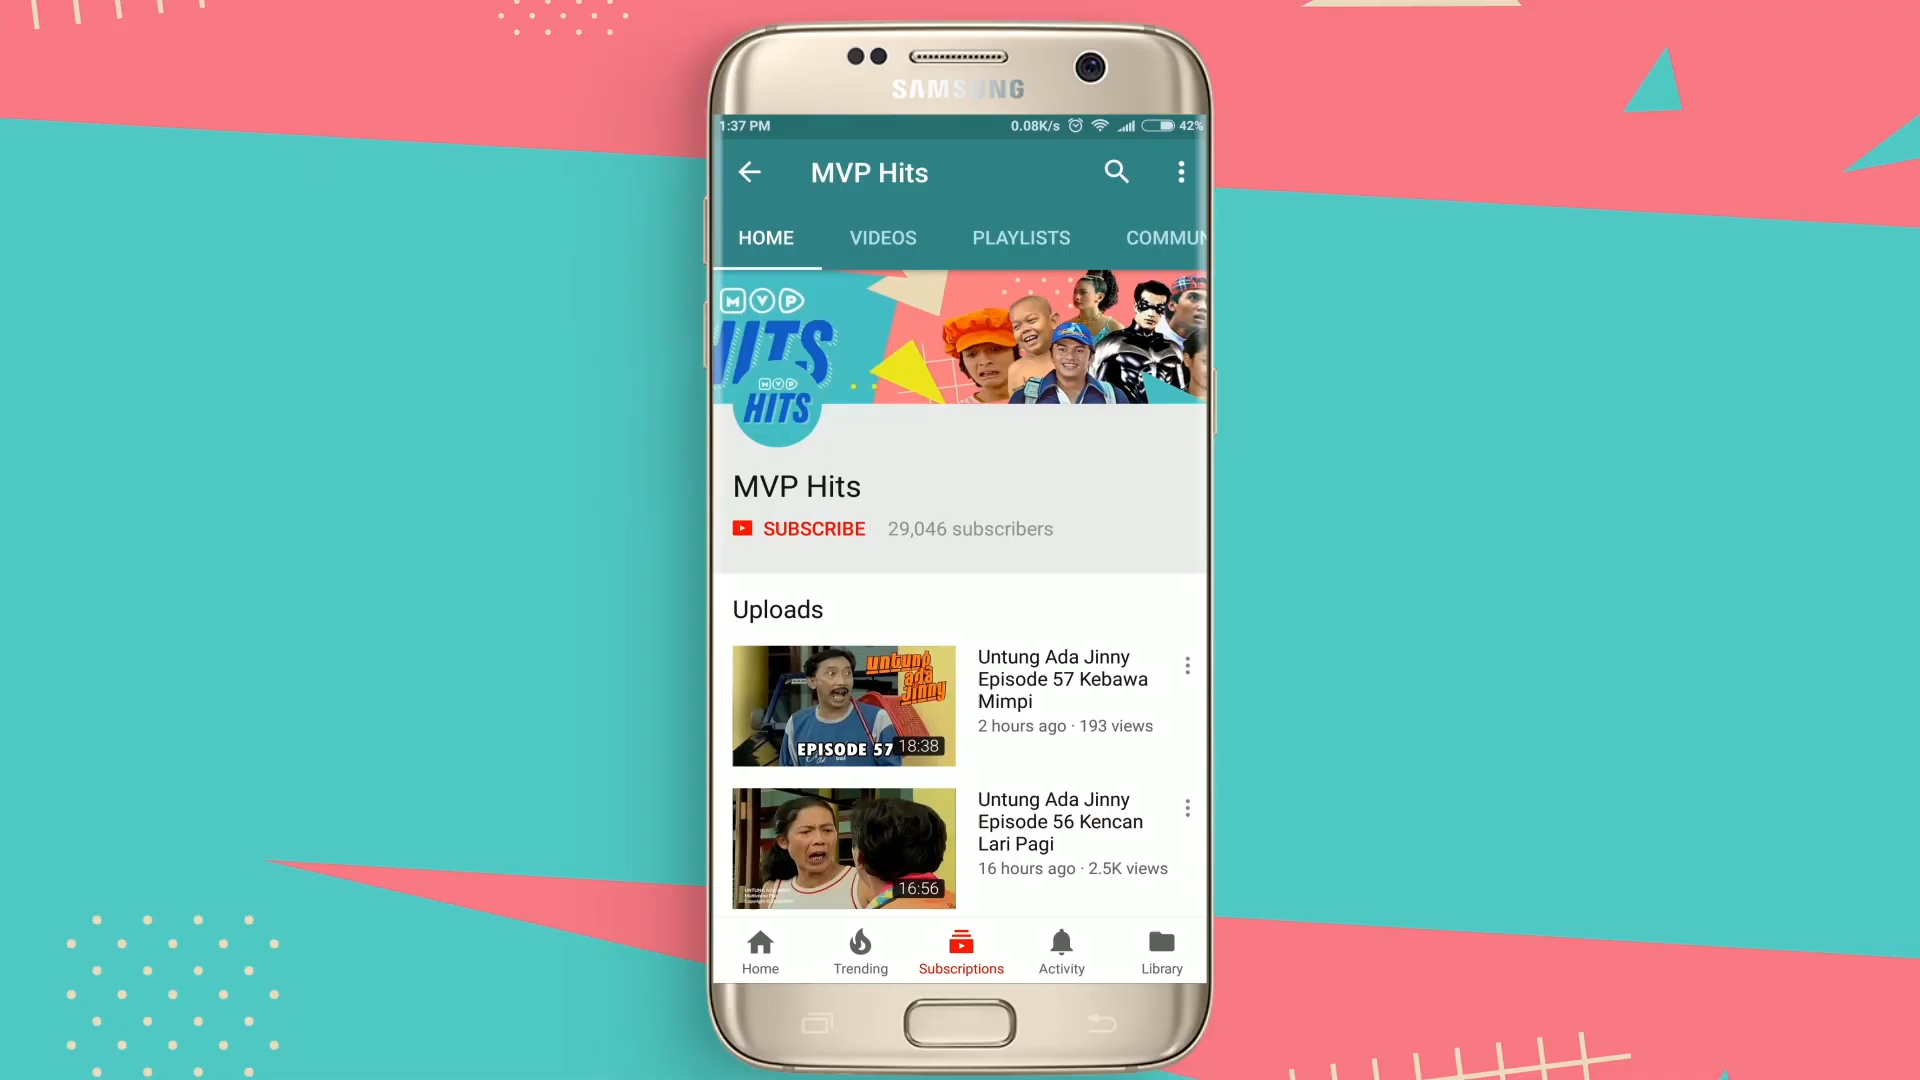 SAMSUNG
1:37 PM
0.08K/s
42%
MVP Hits
HOME
VIDEOS
PLAYLISTS
COMMUN
MVP
HITS
MVP
HITS
MVP Hits
SUBSCRIBE
29,046 subscribers
Uploads
untung
ada
jinny
EPISODE 57
18:38
Untung Ada Jinny
Episode 57 Kebawa
Mimpi
2 hours ago · 193 views
16:56
Untung Ada Jinny
Episode 56 Kencan
Lari Pagi
16 hours ago · 2.5K views
Home
Trending
Subscriptions
Activity
Library